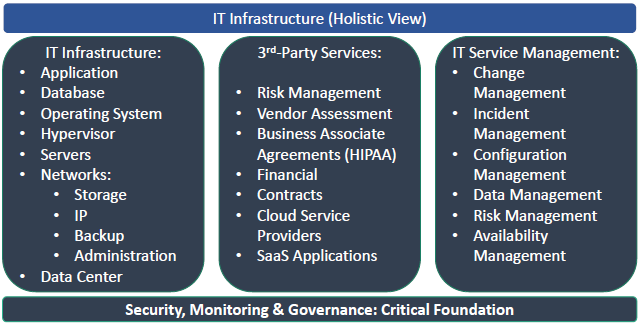 IT Infrastructure (Holistic View)
IT Infrastructure:
• Application
• Database
• Operating System
• Hypervisor
• Servers
• Networks:
• Storage
• IP
• Backup
• Administration
• Data Center
3rd-Party Services:
• Risk Management
• Vendor Assessment
• Business Associate
Agreements (HIPAA)
• Financial
• Contracts
• Cloud Service
Providers
• SaaS Applications
IT Service Management:
• Change
Management
• Incident
Management
• Configuration
Management
• Data Management
• Risk Management
• Availability
Management
Security, Monitoring & Governance: Critical Foundation